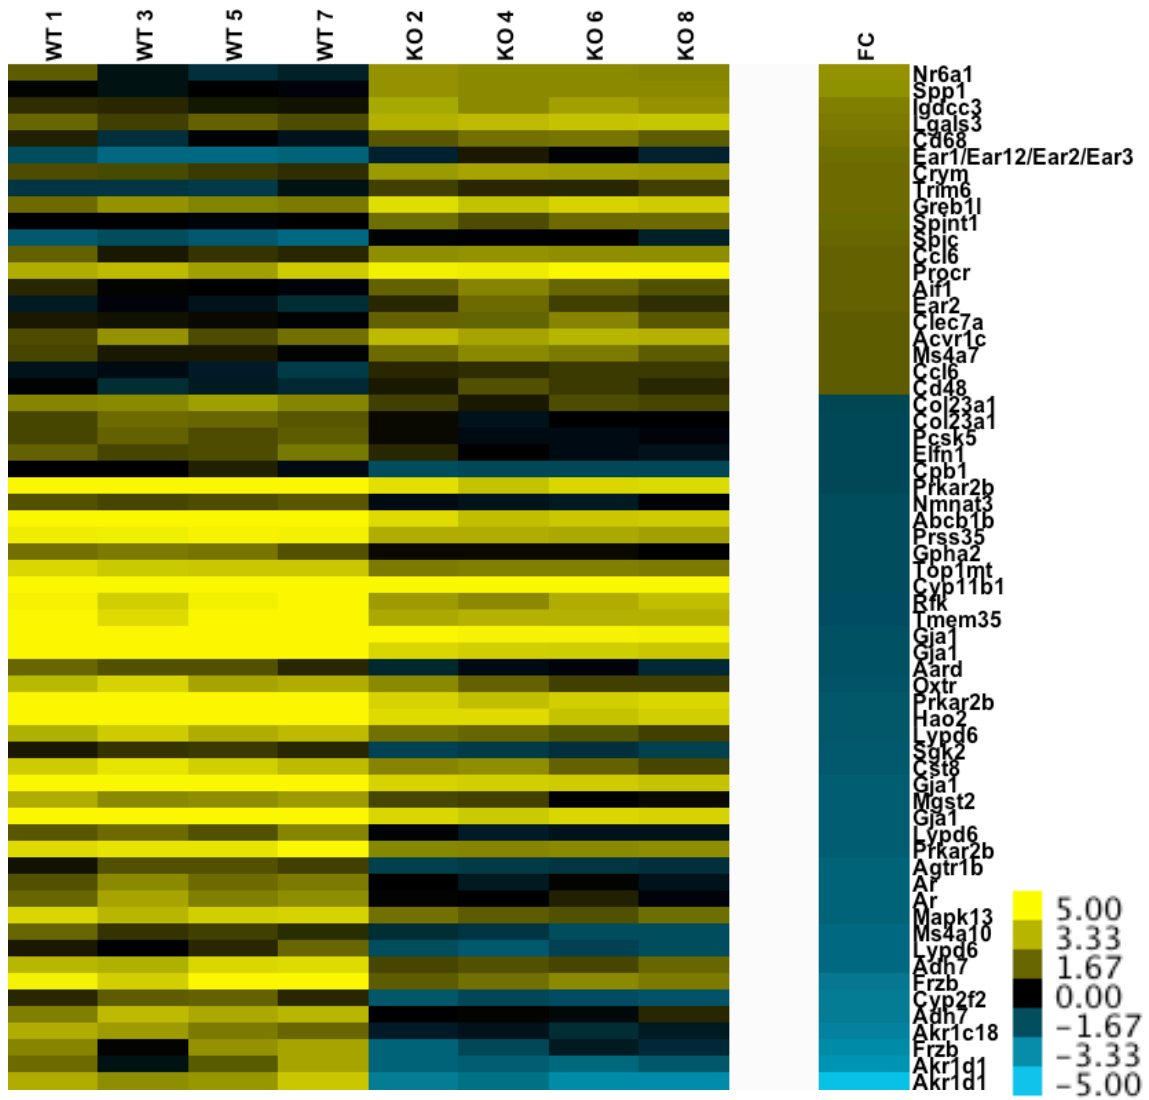 WT 1
WT 3
WT 5
WT 7
KO 2
KO 4
KO 6
KO 8
FC
Nr6a1
Spp1
Igdcc3
Lgals3
Cd68
Ear1/Ear12/Ear2/Ear3
Crym
Trim6
Greb1l
Spint1
Spic
Ccl6
Procr
Aif1
Ear2
Clec7a
Acvr1c
Ms4a7
Ccl6
Cd48
Col23a1
Col23a1
Pcsk5
Elfn1
Cpb1
Prkar2b
Nmnat3
Abcb1b
Prss35
Gpha2
Top1mt
Cyp11b1
Rfk
Tmem35
Gja1
Gja1
Aard
Oxtr
Prkar2b
Hao2
Lypd6
Sgk2
Cst8
Gja1
Mgst2
Gja1
Lypd6
Prkar2b
Agtr1b
Ar
Ar
Mapk13
Ms4a10
Lypd6
Adh7
Frzb
Cyp2f2
Adh7
Akr1c18
Frzb
Akr1d1
Akr1d1
5.00
3.33
1.67
0.00
−1.67
−3.33
−5.00